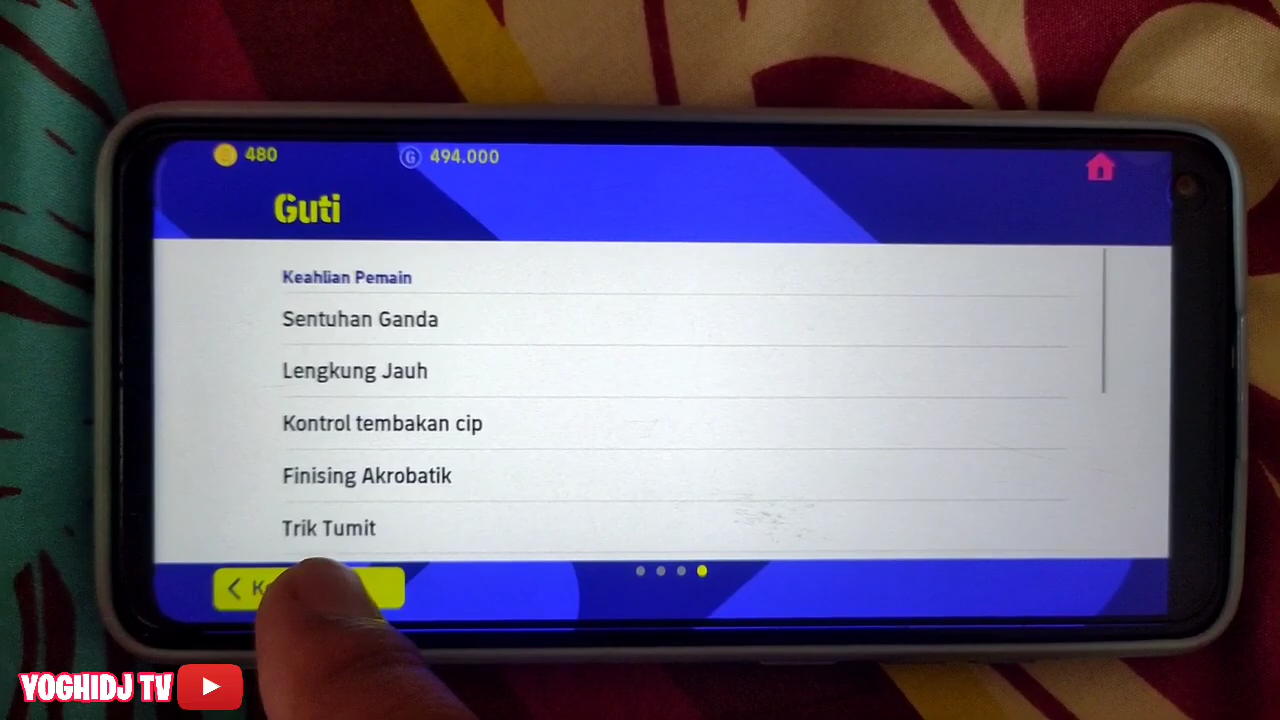 480
494.000
Guti
Keahlian Pemain
Sentuhan Ganda
Lengkung Jauh
Kontrol tembakan cip
Finising Akrobatik
Trik Tumit
YOGHIDJ TV